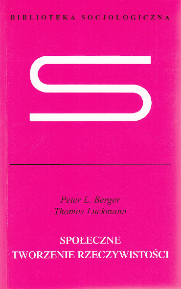 BIBLIOTEKA SOCJOLOGICZNA
Peter L. Berger
Thomas Luckmann
SPOŁECZNE
TWORZENIE RZECZYWISTOŚCI